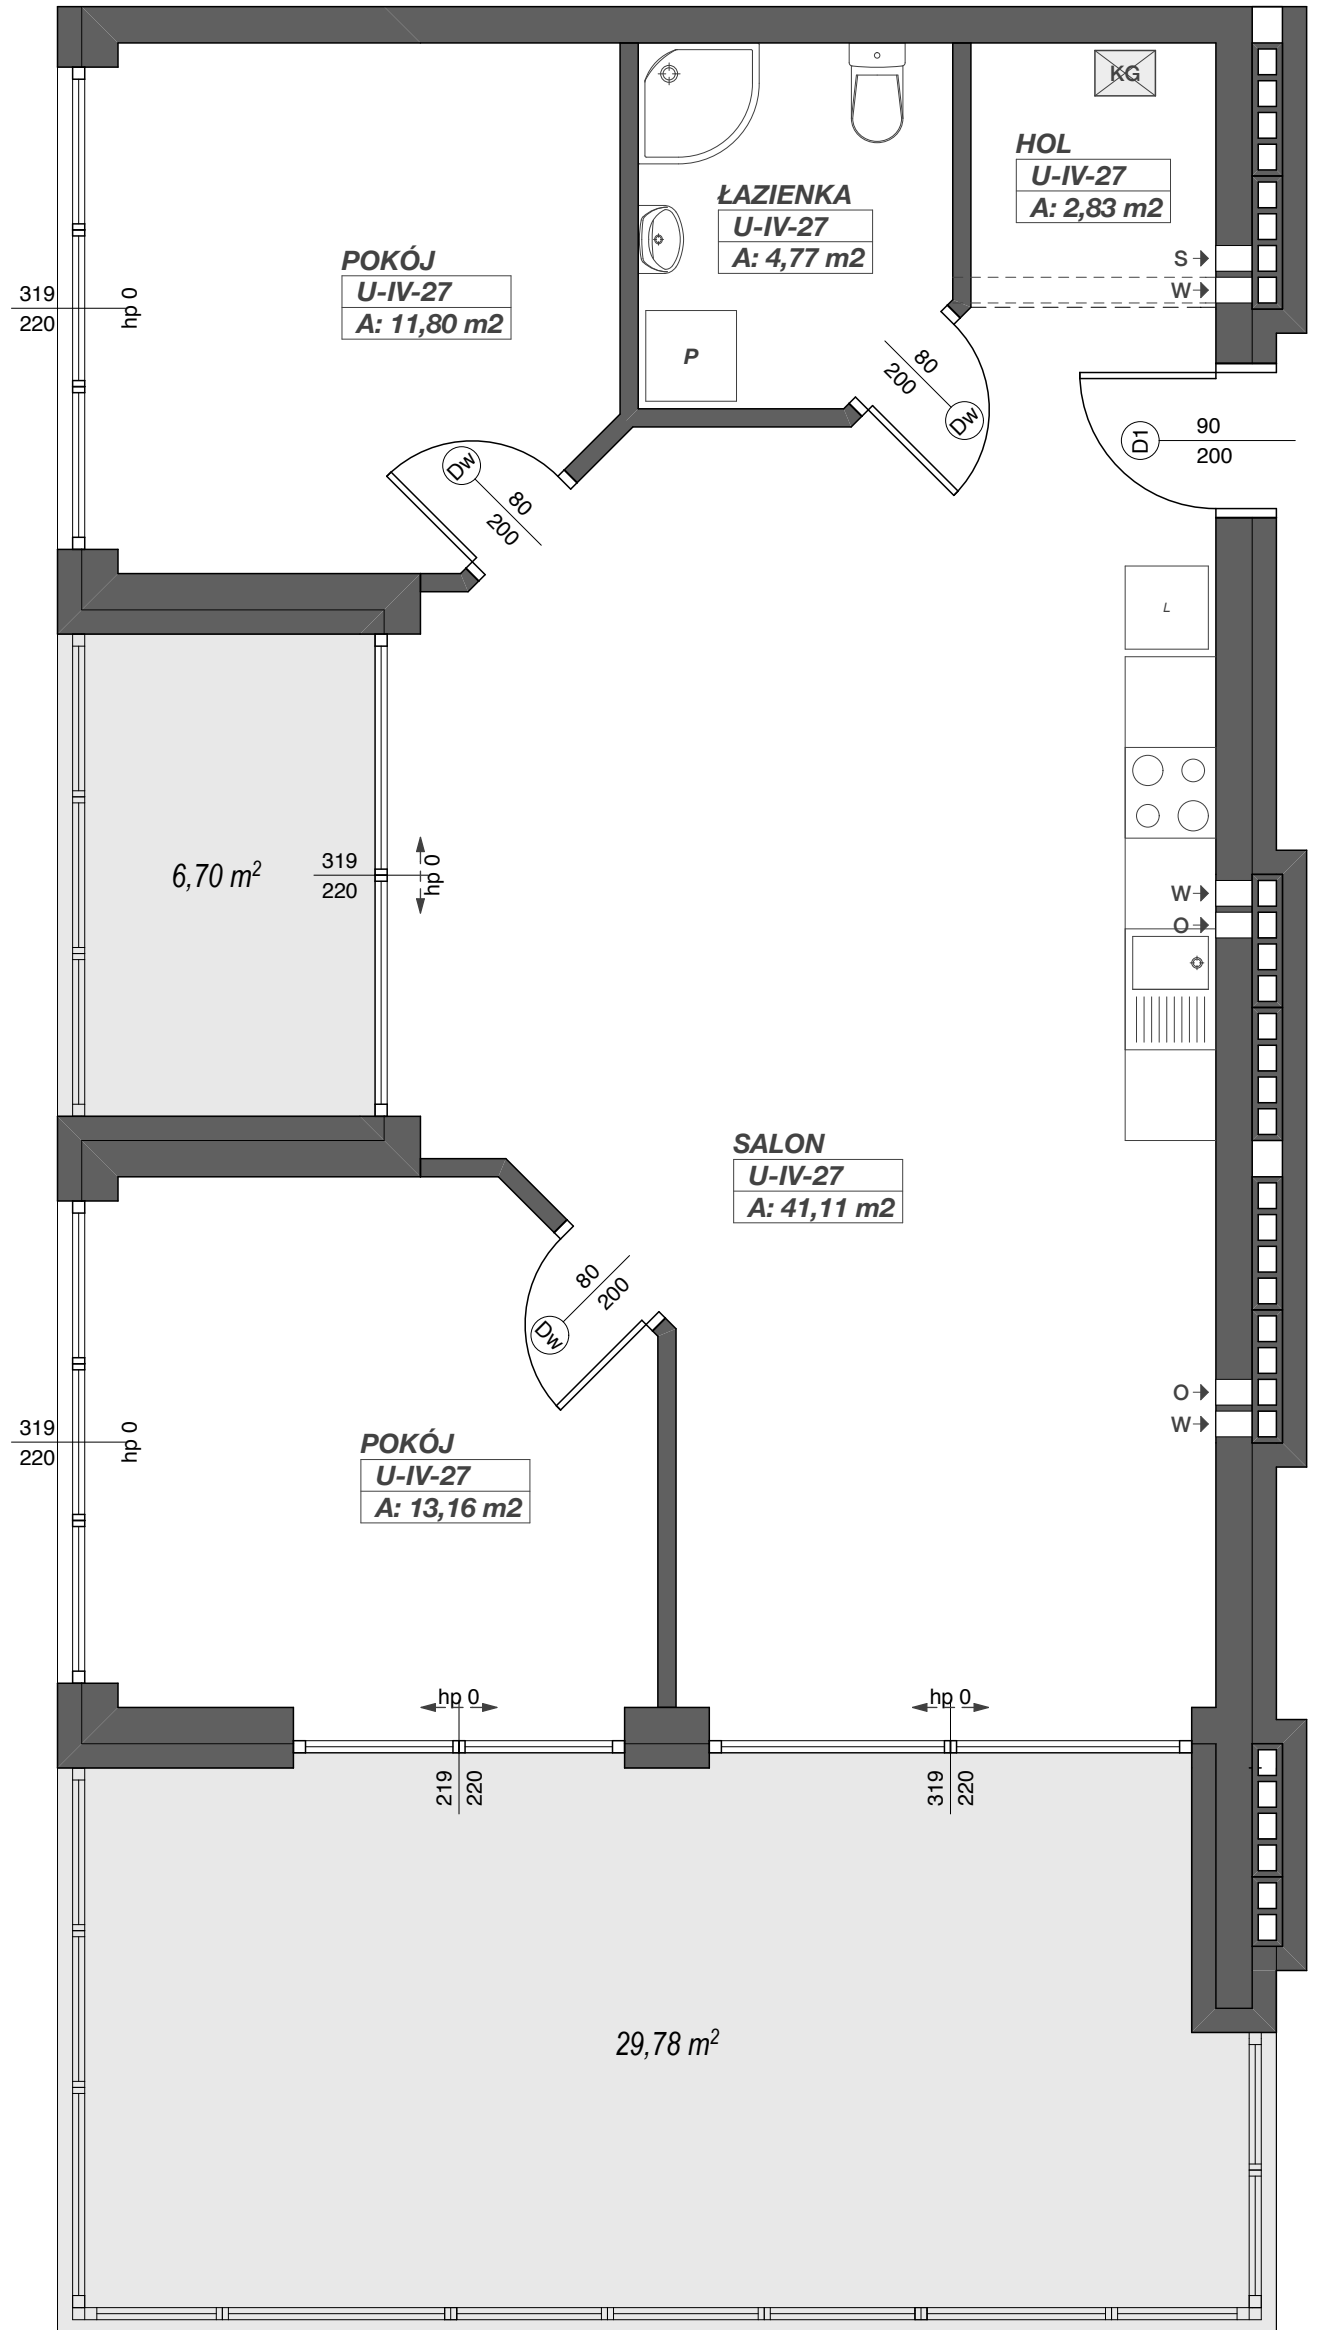 KG
HOL
U-IV-27
A: 2,83 m2
ŁAZIENKA
U-IV-27
A: 4,77 m2
POKÓJ
U-IV-27
A: 11,80 m2
S
W
319
220
hp 0
P
80
200
Dw
D1
90
200
Dw
80
200
L
6,70 m²
319
220
hp 0
W
O
SALON
U-IV-27
A: 41,11 m2
80
200
Dw
O
W
319
220
hp 0
POKÓJ
U-IV-27
A: 13,16 m2
hp 0
219
220
hp 0
319
220
29,78 m²